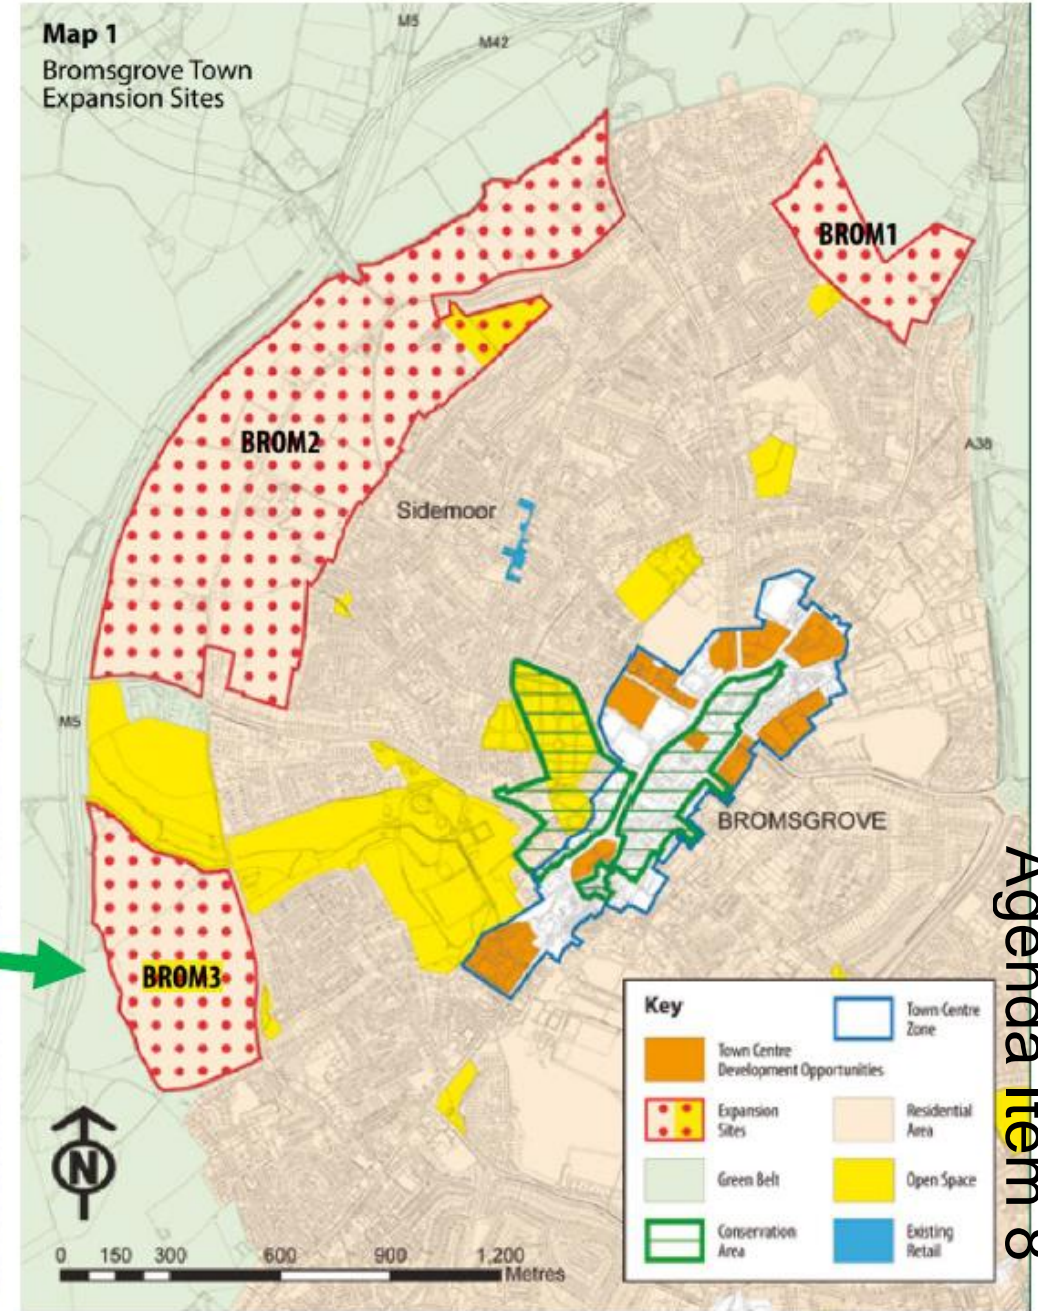 Map 1
Bromsgrove Town
Expansion Sites
M5
M42
BROM1
BROM2
A38
Sidemoor
M5
BROMSGROVE
BROM3
Key
Town Centre
Zone
Town Centre
Development Opportunities
Expansion
Sites
Residential
Area
Green Belt
Open Space
Conservation
Area
Existing
Retail
N
0 150 300 600 900 1,200
Metres
Agenda Item 8